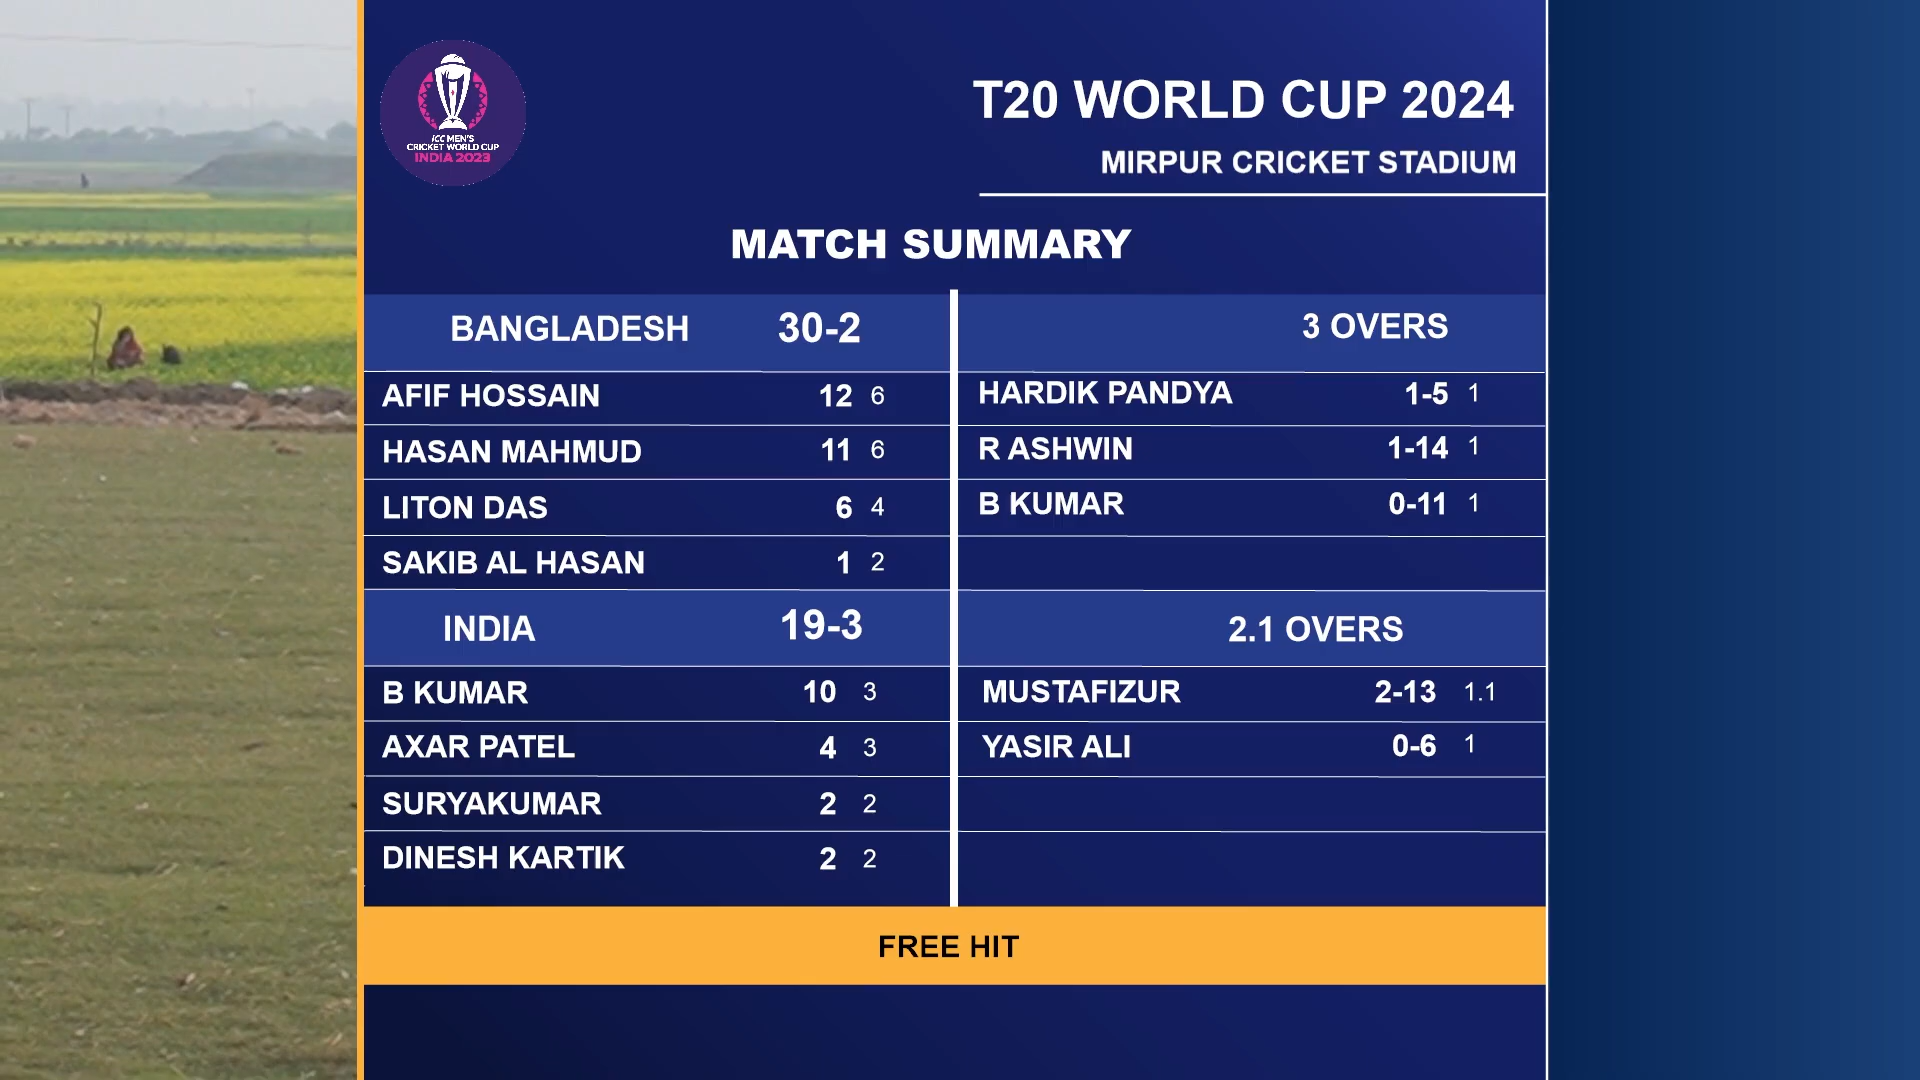 ICC MEN'S
CRICKET WORLD CUP
INDIA 2023
T20 WORLD CUP 2024
MIRPUR CRICKET STADIUM
MATCH SUMMARY
BANGLADESH 30-2 3 OVERS
AFIF HOSSAIN 12 6 HARDIK PANDYA 1-5 1
HASAN MAHMUD 11 6 R ASHWIN 1-14 1
LITON DAS 6 4 B KUMAR 0-11 1
SAKIB AL HASAN 1 2
INDIA 19-3 2.1 OVERS
B KUMAR 10 3 MUSTAFIZUR 2-13 1.1
AXAR PATEL 4 3 YASIR ALI 0-6 1
SURYAKUMAR 2 2
DINESH KARTIK 2 2
FREE HIT